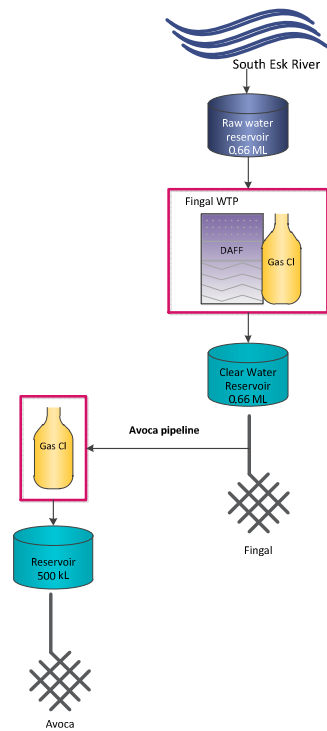 South Esk River
Raw water
reservoir
0.66 ML
Fingal WTP
DAFF
Gas Cl
Clear Water
Reservoir
0.66 ML
Avoca pipeline
Gas Cl
Fingal
Reservoir
500 kL
Avoca